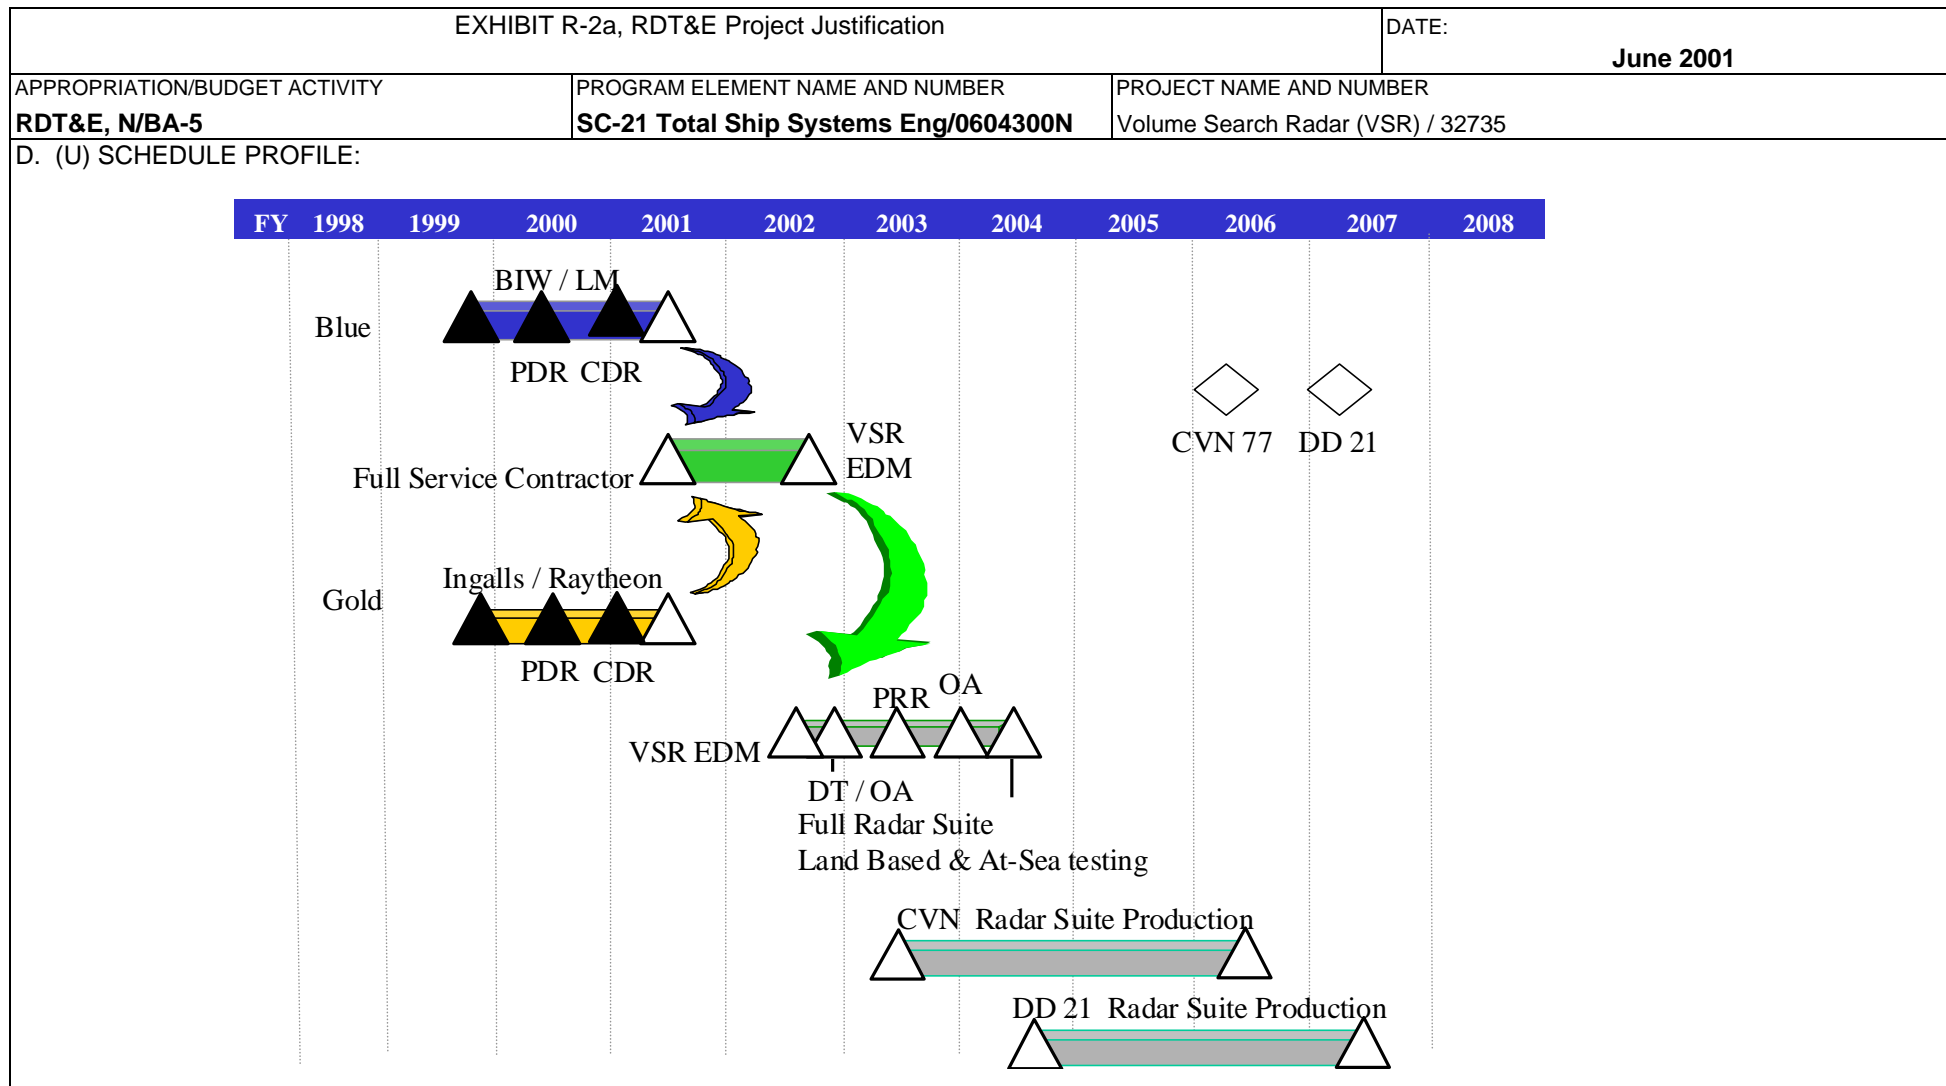 EXHIBIT R-2a, RDT&E Project Justification
DATE:
June 2001
APPROPRIATION/BUDGET ACTIVITY
PROGRAM ELEMENT NAME AND NUMBER
PROJECT NAME AND NUMBER
RDT&E, N/BA-5
SC-21 Total Ship Systems Eng/0604300N
Volume Search Radar (VSR) / 32735
D. (U) SCHEDULE PROFILE:
FY 1998 1999 2000 2001 2002 2003 2004 2005 2006 2007 2008
BIW / LM
Blue
PDR CDR
VSR
EDM
CVN 77 DD 21
Full Service Contractor
Ingalls / Raytheon
Gold
PDR CDR
PRR OA
VSR EDM
DT / OA
Full Radar Suite
Land Based & At-Sea testing
CVN Radar Suite Production
DD 21 Radar Suite Production